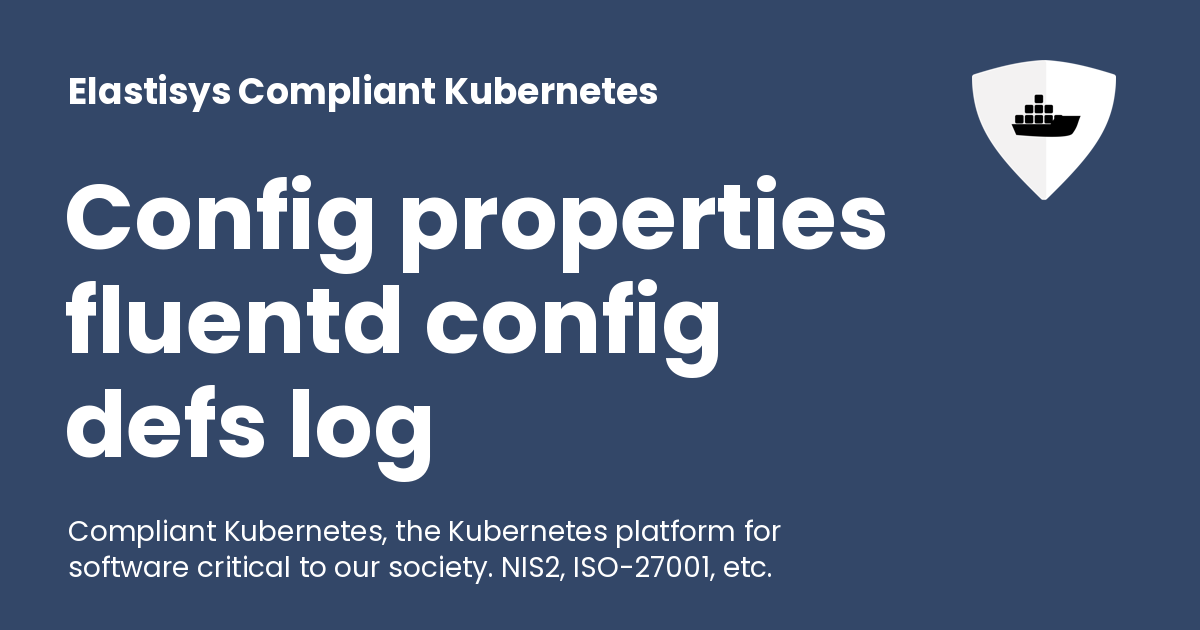 Elastisys Compliant Kubernetes
Config properties
fluentd config
defs log
Compliant Kubernetes, the Kubernetes platform for
software critical to our society. NIS2, ISO-27001, etc.